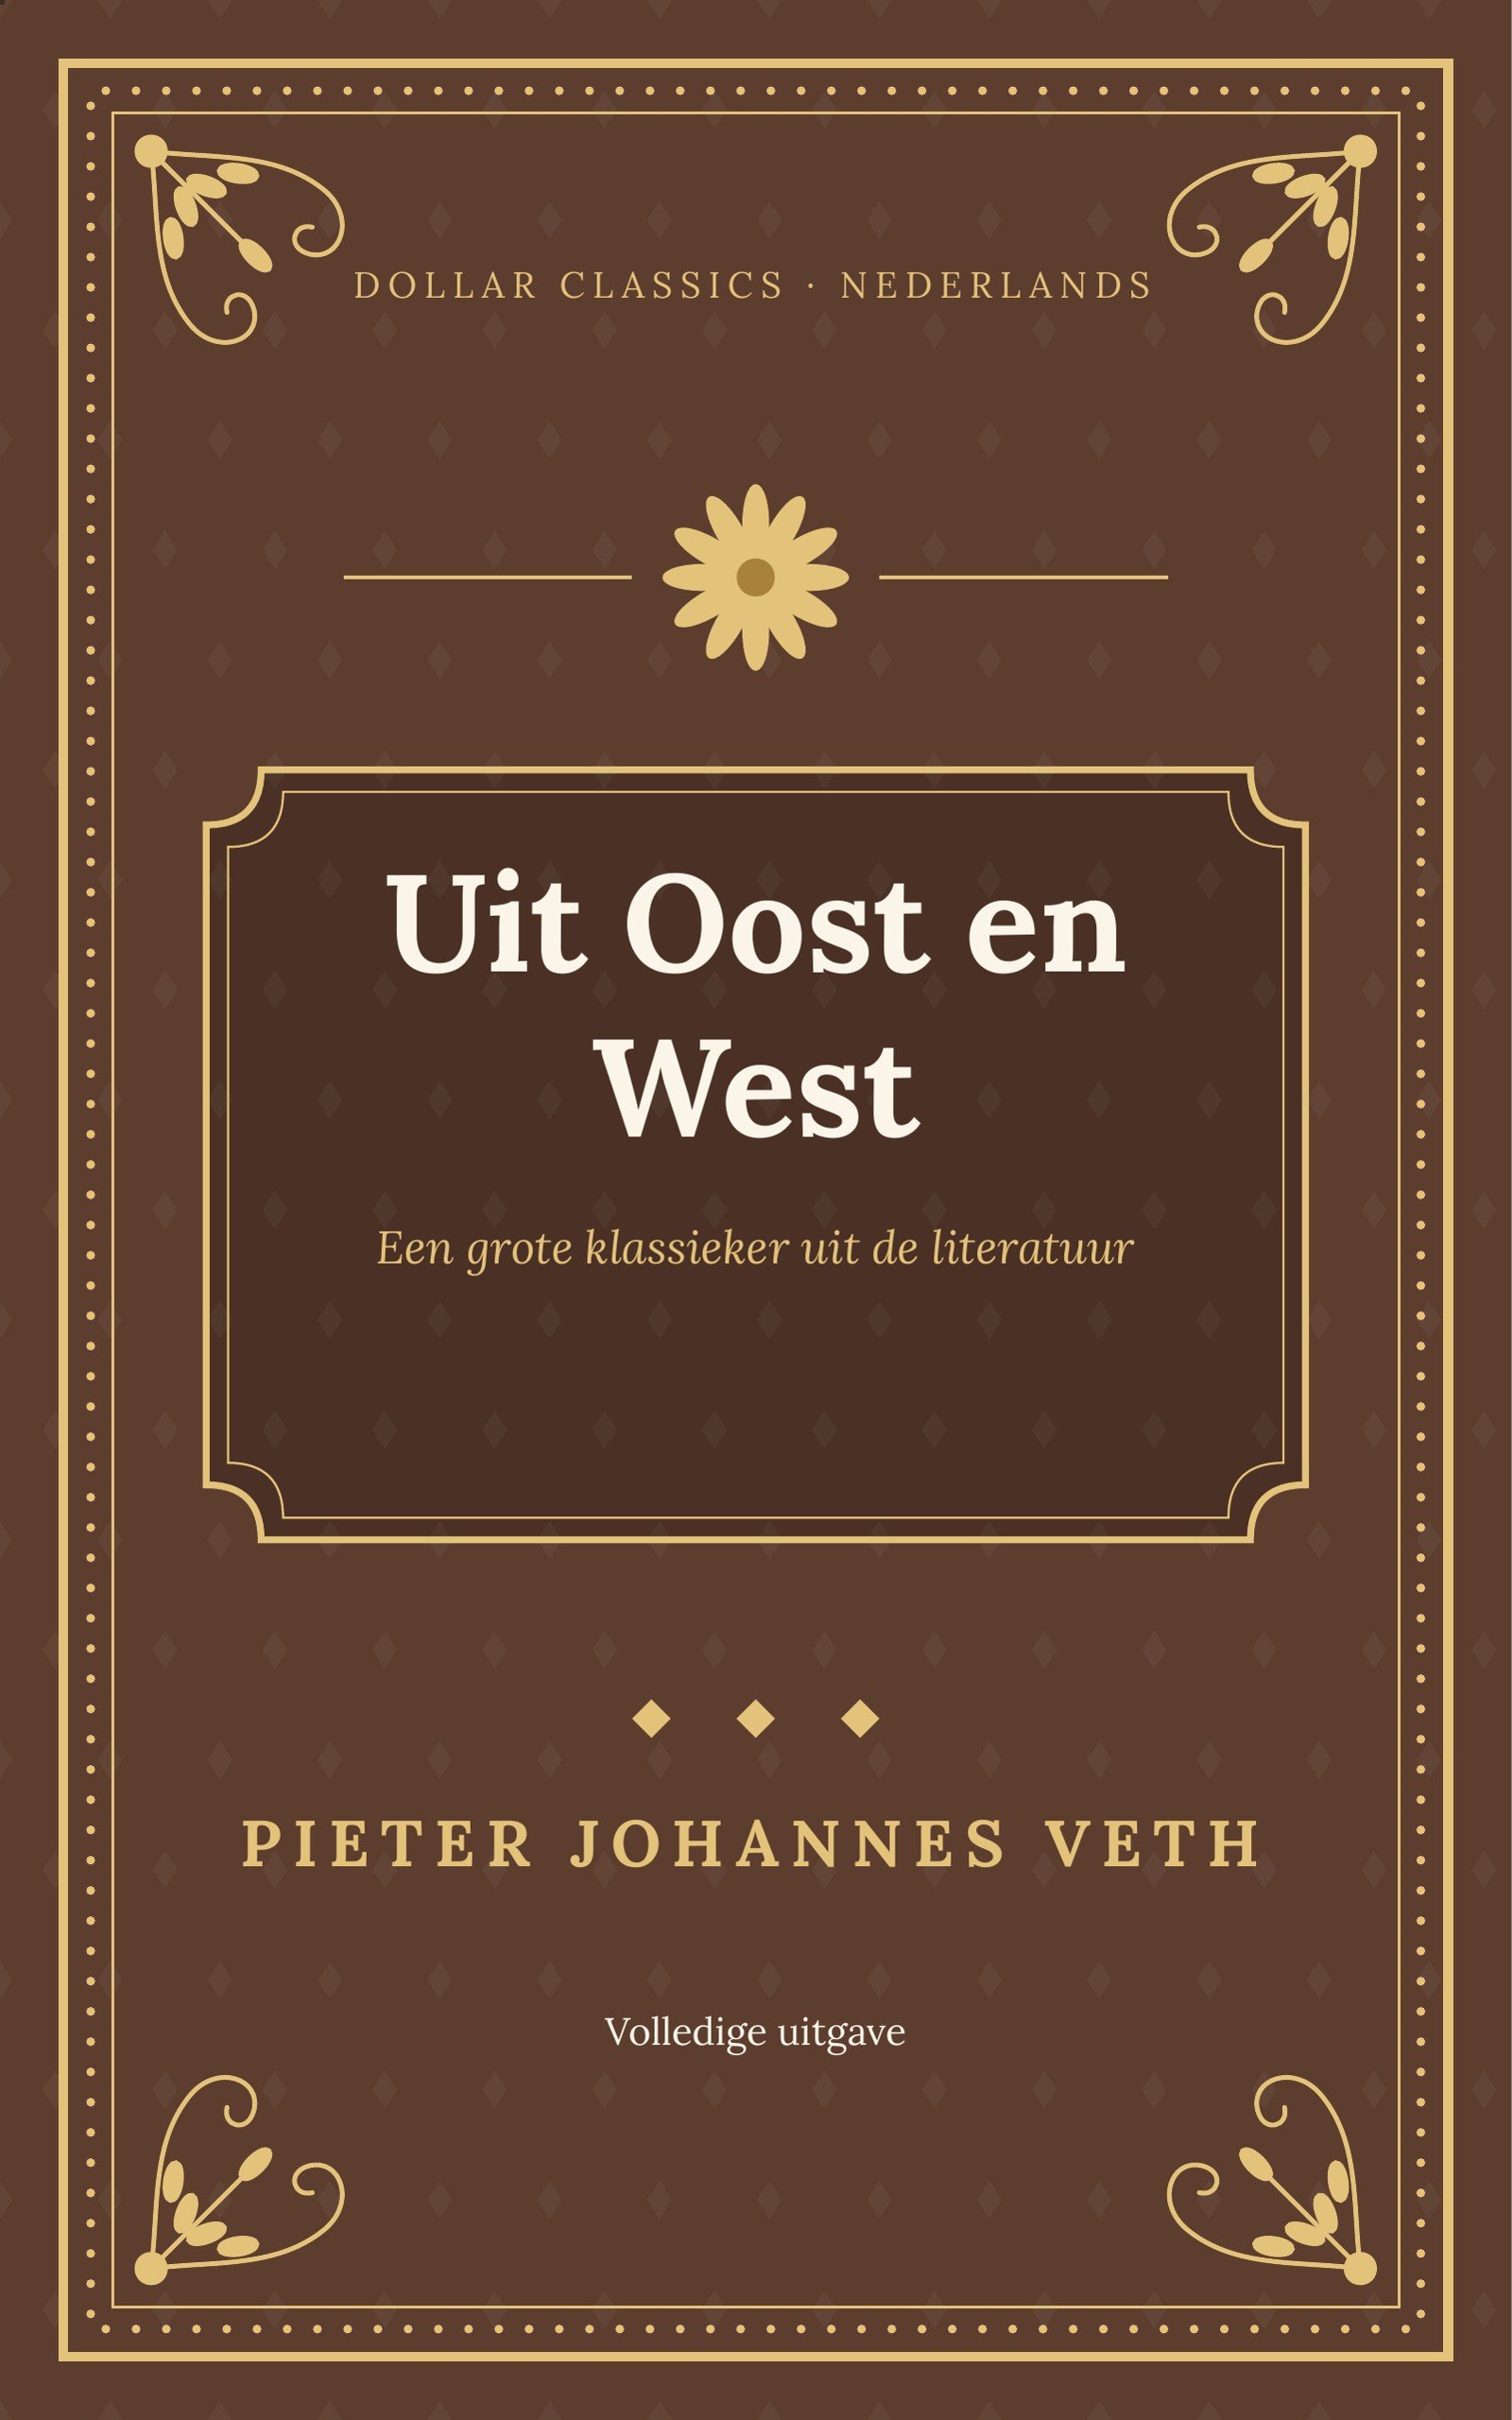 DOLLAR CLASSICS · NEDERLANDS
Uit Oost en
West
Een grote klassieker uit de literatuur
PIETER JOHANNES VETH
Volledige uitgave